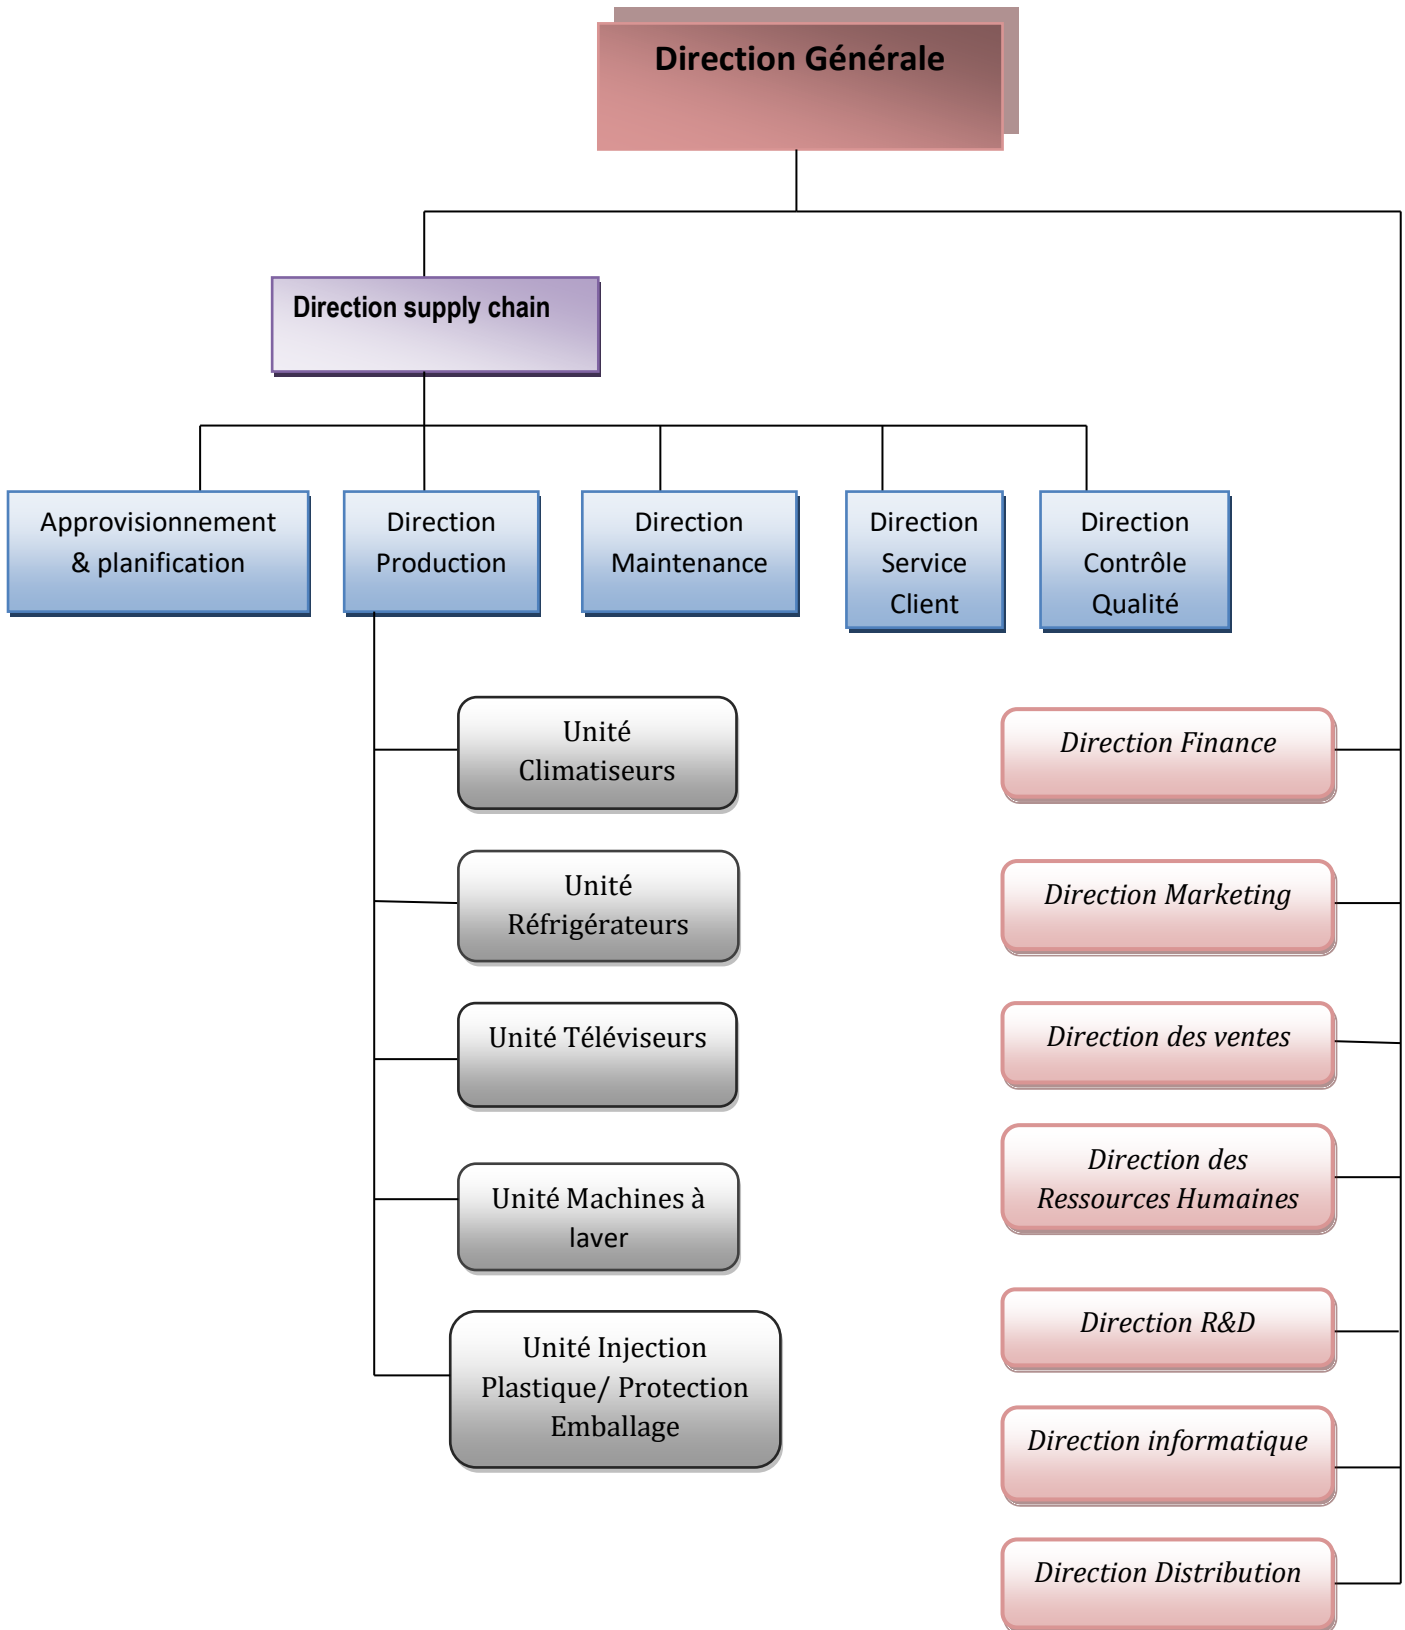 Direction Générale
Direction supply chain
Approvisionnement
& planification
Direction
Production
Direction
Maintenance
Direction
Service
Client
Direction
Contrôle
Qualité
Unité
Climatiseurs
Unité
Réfrigérateurs
Unité Téléviseurs
Unité Machines à
laver
Unité Injection
Plastique/ Protection
Emballage
Direction Finance
Direction Marketing
Direction des ventes
Direction des
Ressources Humaines
Direction R&D
Direction informatique
Direction Distribution